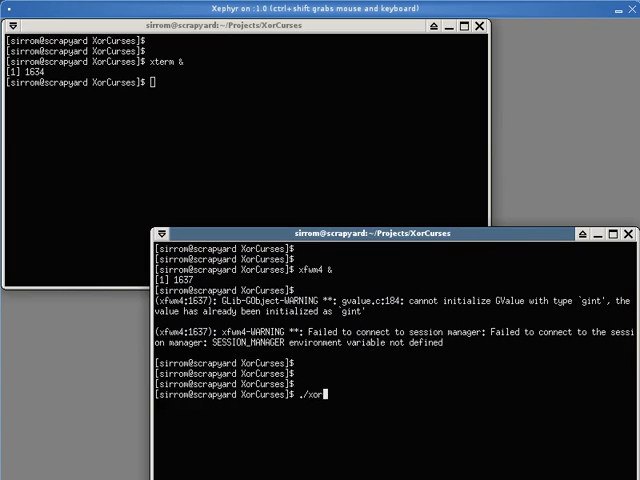 Xephyr on :1.0 (ctrl+shift grabs mouse and keyboard)
sirrom@scrapyard:~/Projects/XorCurses
[sirrom@scrapyard XorCurses]$
[sirrom@scrapyard XorCurses]$
[sirrom@scrapyard XorCurses]$ xterm &
[1] 1634
[sirrom@scrapyard XorCurses]$
sirrom@scrapyard:~/Projects/XorCurses
[sirrom@scrapyard XorCurses]$
[sirrom@scrapyard XorCurses]$
[sirrom@scrapyard XorCurses]$ xfwm4 &
[1] 1637
[sirrom@scrapyard XorCurses]$
(xfwm4:1637): GLib-GObject-WARNING **: gvalue.c:184: cannot initialize GValue with type `gint', the
value has already been initialized as `gint'
(xfwm4:1637): xfwm4-WARNING **: Failed to connect to session manager: Failed to connect to the sessi
on manager: SESSION_MANAGER environment variable not defined
[sirrom@scrapyard XorCurses]$
[sirrom@scrapyard XorCurses]$
[sirrom@scrapyard XorCurses]$
[sirrom@scrapyard XorCurses]$ ./xor